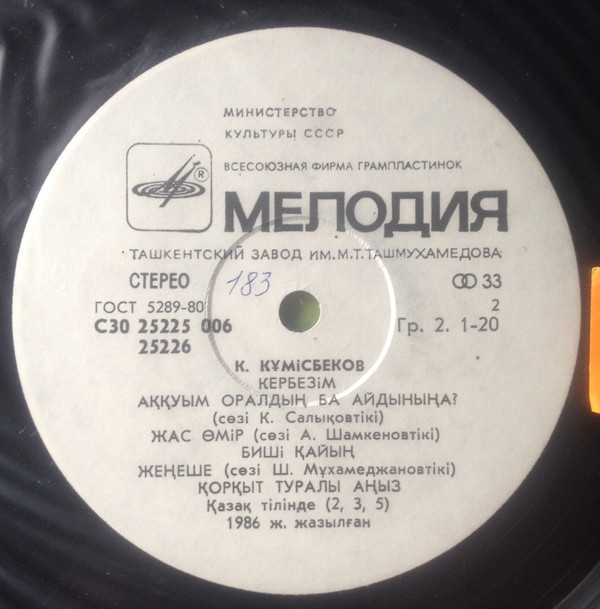 МИНИСТЕРСТВО
КУЛЬТУРЫ СССР
ВСЕСОЮЗНАЯ ФИРМА ГРАМПЛАСТИНОК
®
МЕЛОДИЯ
ТАШКЕНТСКИЙ ЗАВОД ИМ. М.Т. ТАШМУХАМЕДОВА
СТЕРЕО 183 33
ГОСТ 5289-80 2
С30 25225 006 Гр. 2. 1-20
25226
К. КҰМІСБЕКОВ
КЕРБЕЗІМ
АҚҚУЫМ ОРАЛДЫҢ БА АЙДЫНЫҢА?
(сөзі К. Салықовтікі)
ЖАС ӨМІР (сөзі А. Шамкеновтікі)
БИШІ ҚАЙЫҢ
ЖЕҢЕШЕ (сөзі Ш. Мұхамеджановтікі)
ҚОРҚЫТ ТУРАЛЫ АҢЫЗ
Қазақ тілінде (2, 3, 5)
1986 ж. жазылған